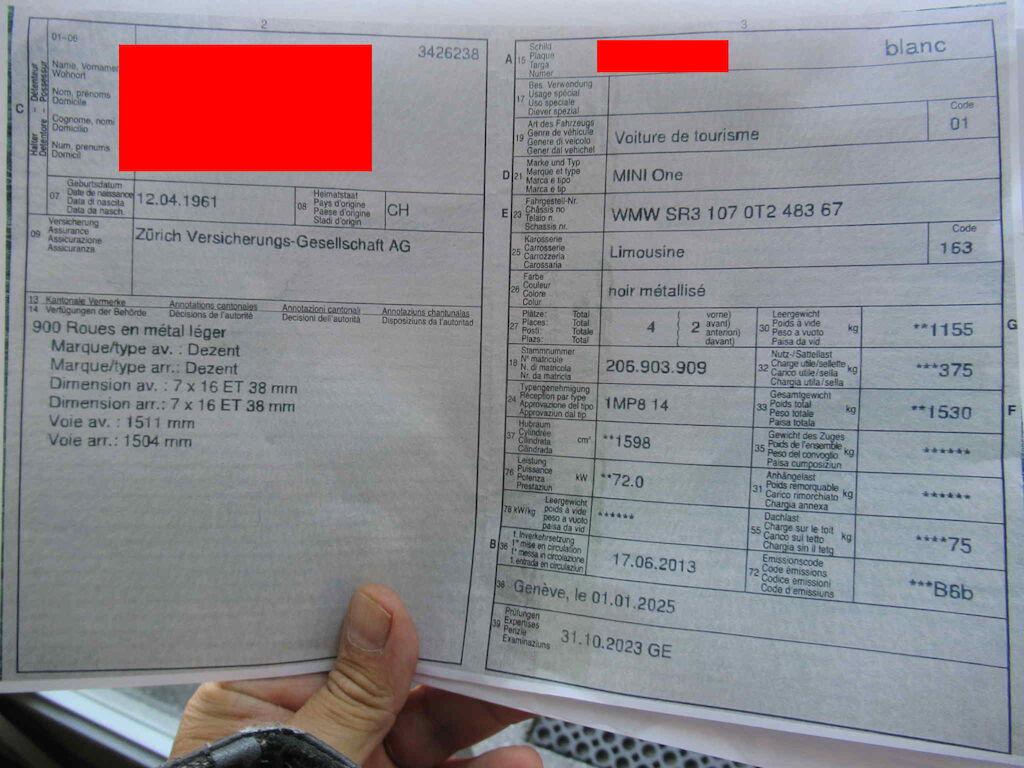 2
01-06
3426238
C
Halter Détenteur
Detentore Possessur
Name, Vornamen
Wohnort
Nom, prénoms
Domicile
Cognome, nomi
Domicilio
Num, prenums
Domicil
07
Geburtsdatum
Date de naissance
Data di nascita
Data da nasch.
12.04.1961
08
Heimatstaat
Pays d'origine
Paese d'origine
Stadi d'origin
CH
09
Versicherung
Assurance
Assicurazione
Assicuranza
Zürich Versicherungs-Gesellschaft AG
13 Kantonale Vermerke Annotations cantonales Annotazioni cantonali Annotaziuns chantunalas
14 Verfügungen der Behörde Décisions de l'autorité Decisioni dell'autorità Disposiziuns da l'autoritad
900 Roues en métal léger
Marque/type av. : Dezent
Marque/type arr.: Dezent
Dimension av. : 7 x 16 ET 38 mm
Dimension arr.: 7 x 16 ET 38 mm
Voie av. : 1511 mm
Voie arr.: 1504 mm
3
A
15
Schild
Plaque
Targa
Numer
blanc
17
Bes. Verwendung
Usage spécial
Uso speciale
Diever spezial
19
Art des Fahrzeugs
Genre de véhicule
Genere di veicolo
Gener dal vehichel
Voiture de tourisme
Code
01
D
21
Marke und Typ
Marque et type
Marca e tipo
Marca e tip
MINI One
E
23
Fahrgestell-Nr.
Châssis no
Telaio n.
Schassis nr.
WMW SR3 107 0T2 483 67
25
Karosserie
Carrosserie
Carrozzeria
Carossaria
Limousine
Code
163
26
Farbe
Couleur
Colore
Colur
noir métallisé
27
Plätze: Total
Places: Total
Posti: Totale
Plazs: Total
4 { 2
vorne)
avant)
anteriori)
davant)
30
Leergewicht
Poids à vide
Peso a vuoto
Paisa da vid
kg
**1155
G
18
Stammnummer
N° matricule
N. di matricola
Nr. da matricla
205.903.909
32
Nutz-/Sattellast
Charge utile/sellette
Carico utile/sella
Chargia utila/sella
kg
***375
24
Typengenehmigung
Réception par type
Approvazione del tipo
Approvaziun dal tip
1MP8 14
33
Gesamtgewicht
Poids total
Peso totale
Paisa totala
kg
**1530
F
37
Hubraum
Cylindrée
Cilindrata
Cilindrada
cm³
**1598
35
Gewicht des Zuges
Poids de l'ensemble
Peso del convoglio
Paisa cumposiziun
kg
******
76
Leistung
Puissance
Potenza
Prestaziun
kW
**72.0
31
Anhängelast
Poids remorquable
Carico rimorchiato
Chargia annexa
kg
******
78 kW/kg
Leergewicht
poids à vide
peso a vuoto
paisa da vid
******
55
Dachlast
Charge sur le toit
Carico sul tetto
Chargia sin il tetg
kg
****75
B
36
1. Inverkehrsetzung
1re mise en circulation
1a messa in circolazione
1. entrada en circulaziun
17.06.2013
72
Emissionscode
Code émissions
Codice emissioni
Code d'emissiuns
***B6b
38
Genève, le 01.01.2025
39
Prüfungen
Expertises
Perizie
Examinaziuns
31.10.2023 GE